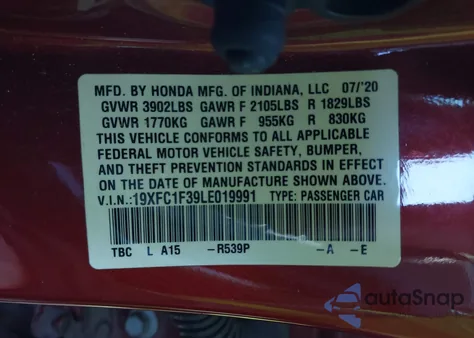 MFD. BY HONDA MFG. OF INDIANA, LLC 07/'20
GVWR 3902LBS GAWR F 2105LBS R 1829LBS
GVWR 1770KG GAWR F 955KG R 830KG
THIS VEHICLE CONFORMS TO ALL APPLICABLE
FEDERAL MOTOR VEHICLE SAFETY, BUMPER,
AND THEFT PREVENTION STANDARDS IN EFFECT
ON THE DATE OF MANUFACTURE SHOWN ABOVE.
V.I.N.:19XFC1F39LE019991 TYPE: PASSENGER CAR
TBC L A15 -R539P -A -E
autoSnap